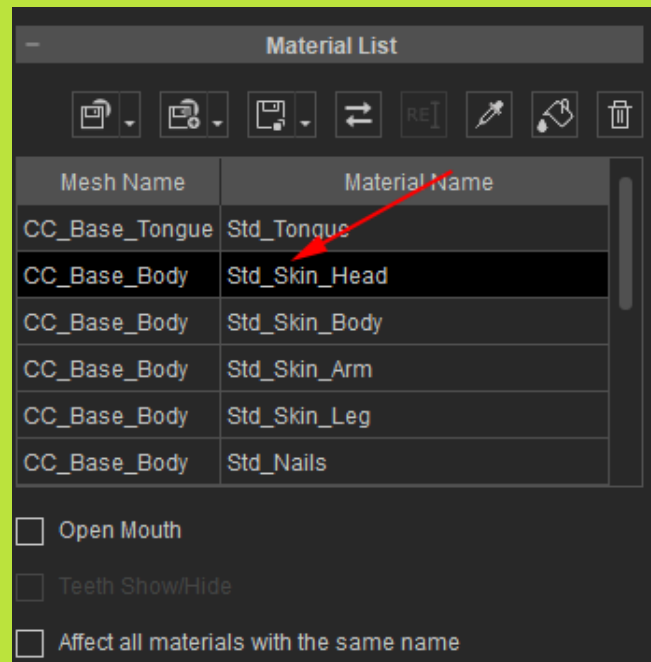 Material List
REI
Mesh Name Material Name
CC_Base_Tongue Std_Tongue
CC_Base_Body Std_Skin_Head
CC_Base_Body Std_Skin_Body
CC_Base_Body Std_Skin_Arm
CC_Base_Body Std_Skin_Leg
CC_Base_Body Std_Nails
Open Mouth
Teeth Show/Hide
Affect all materials with the same name